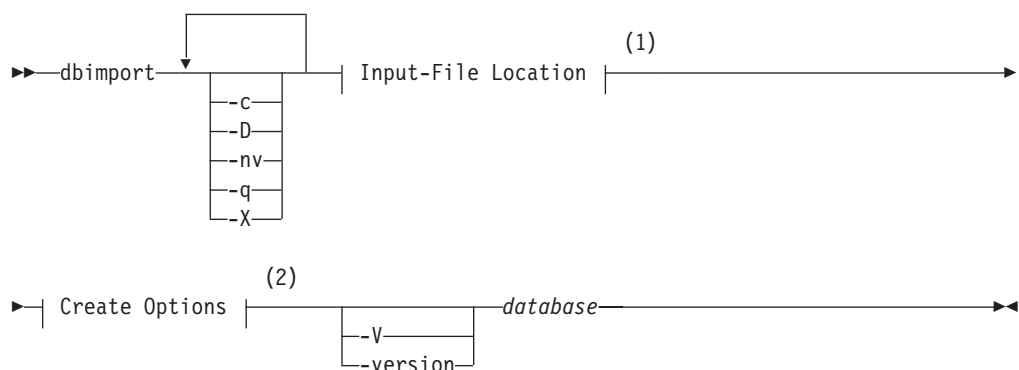 (1)
dbimport
Input-File Location
-c
-D
-nv
-q
-X
(2)
Create Options
database
-V
-version